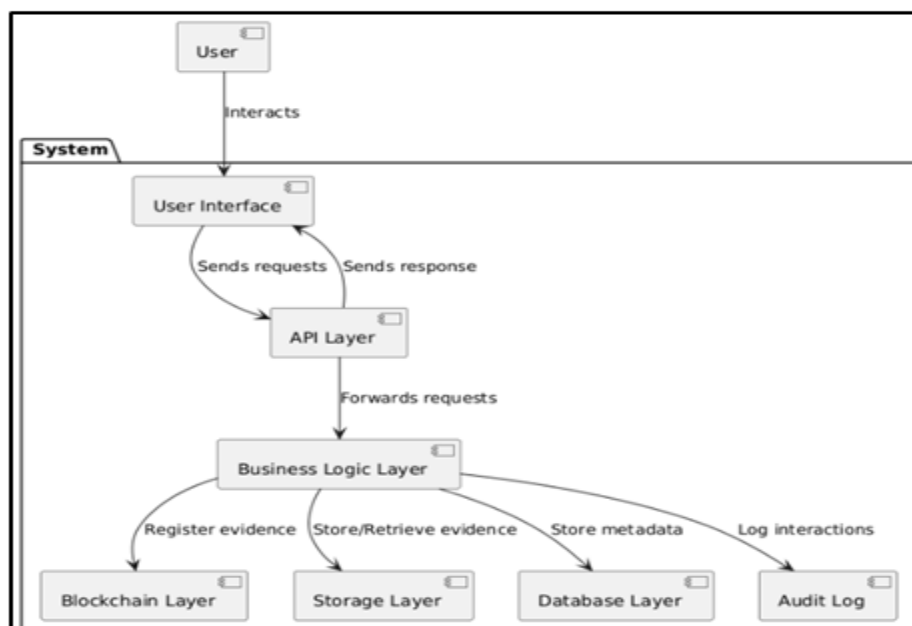 User
Interacts
System
User Interface
Sends requests
Sends response
API Layer
Forwards requests
Business Logic Layer
Register evidence
Store/Retrieve evidence
Store metadata
Log interactions
Blockchain Layer
Storage Layer
Database Layer
Audit Log